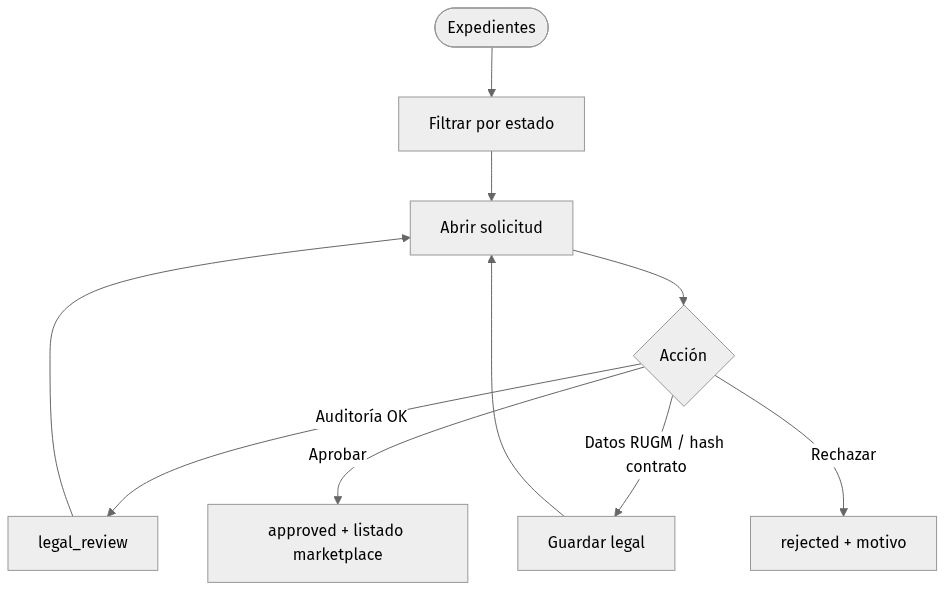 Expedientes
Filtrar por estado
Abrir solicitud
Acción
Auditoría OK
Aprobar
Datos RUGM / hash
contrato
Rechazar
legal_review
approved + listado
marketplace
Guardar legal
rejected + motivo